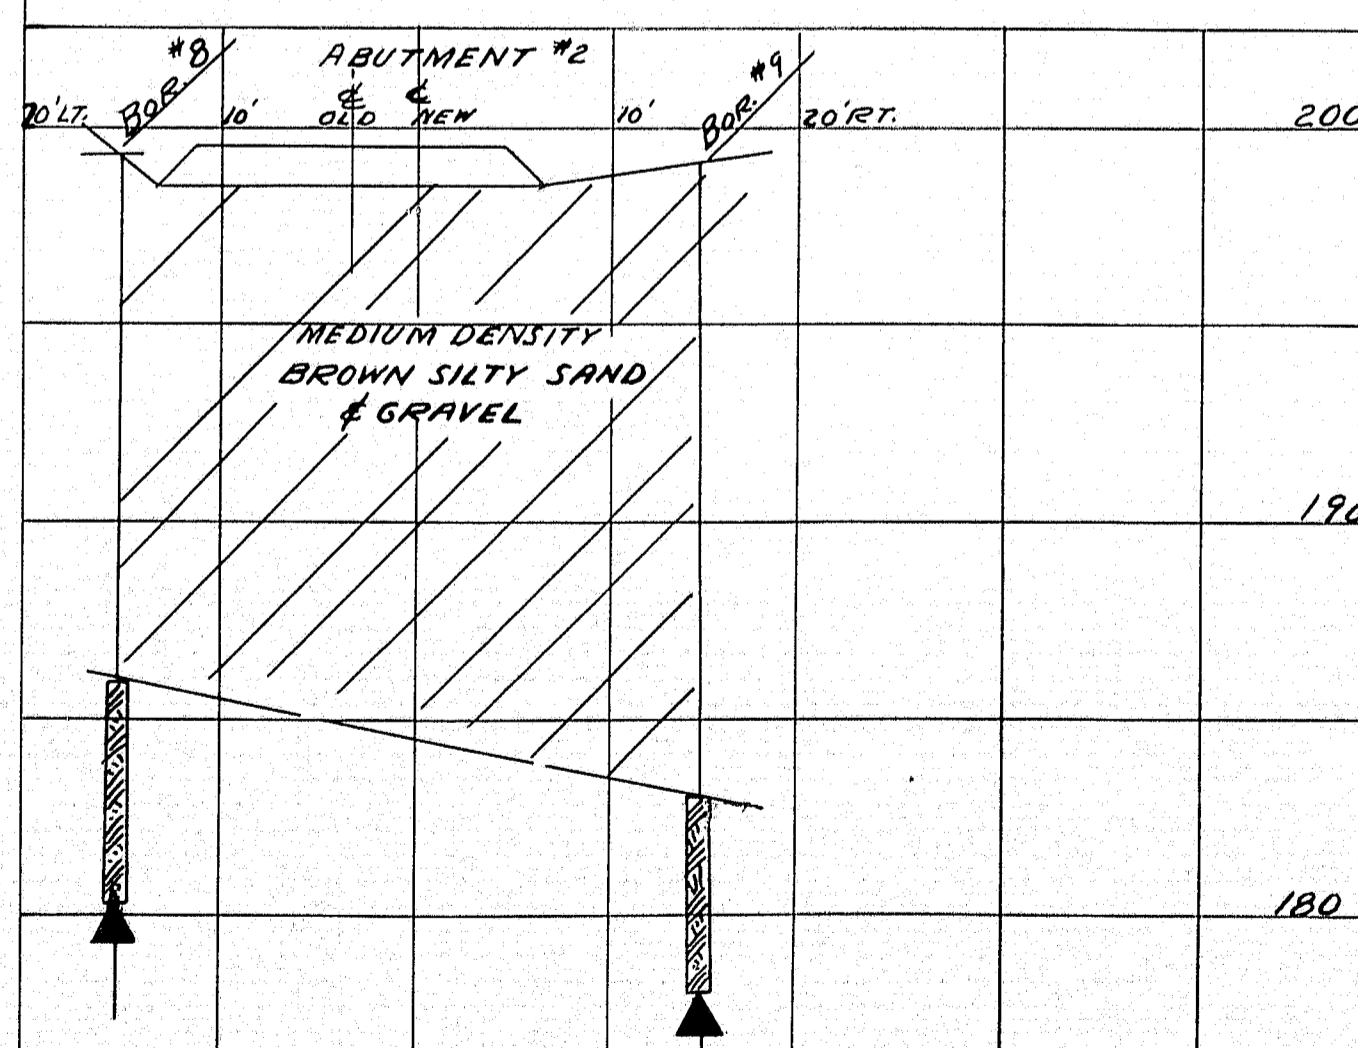 #8 ABUTMENT #2 #9
BOR. ℄ ℄ BOR.
20'LT. 10' OLD NEW 10' 20'RT. 200
MEDIUM DENSITY
BROWN SILTY SAND
& GRAVEL
190
180